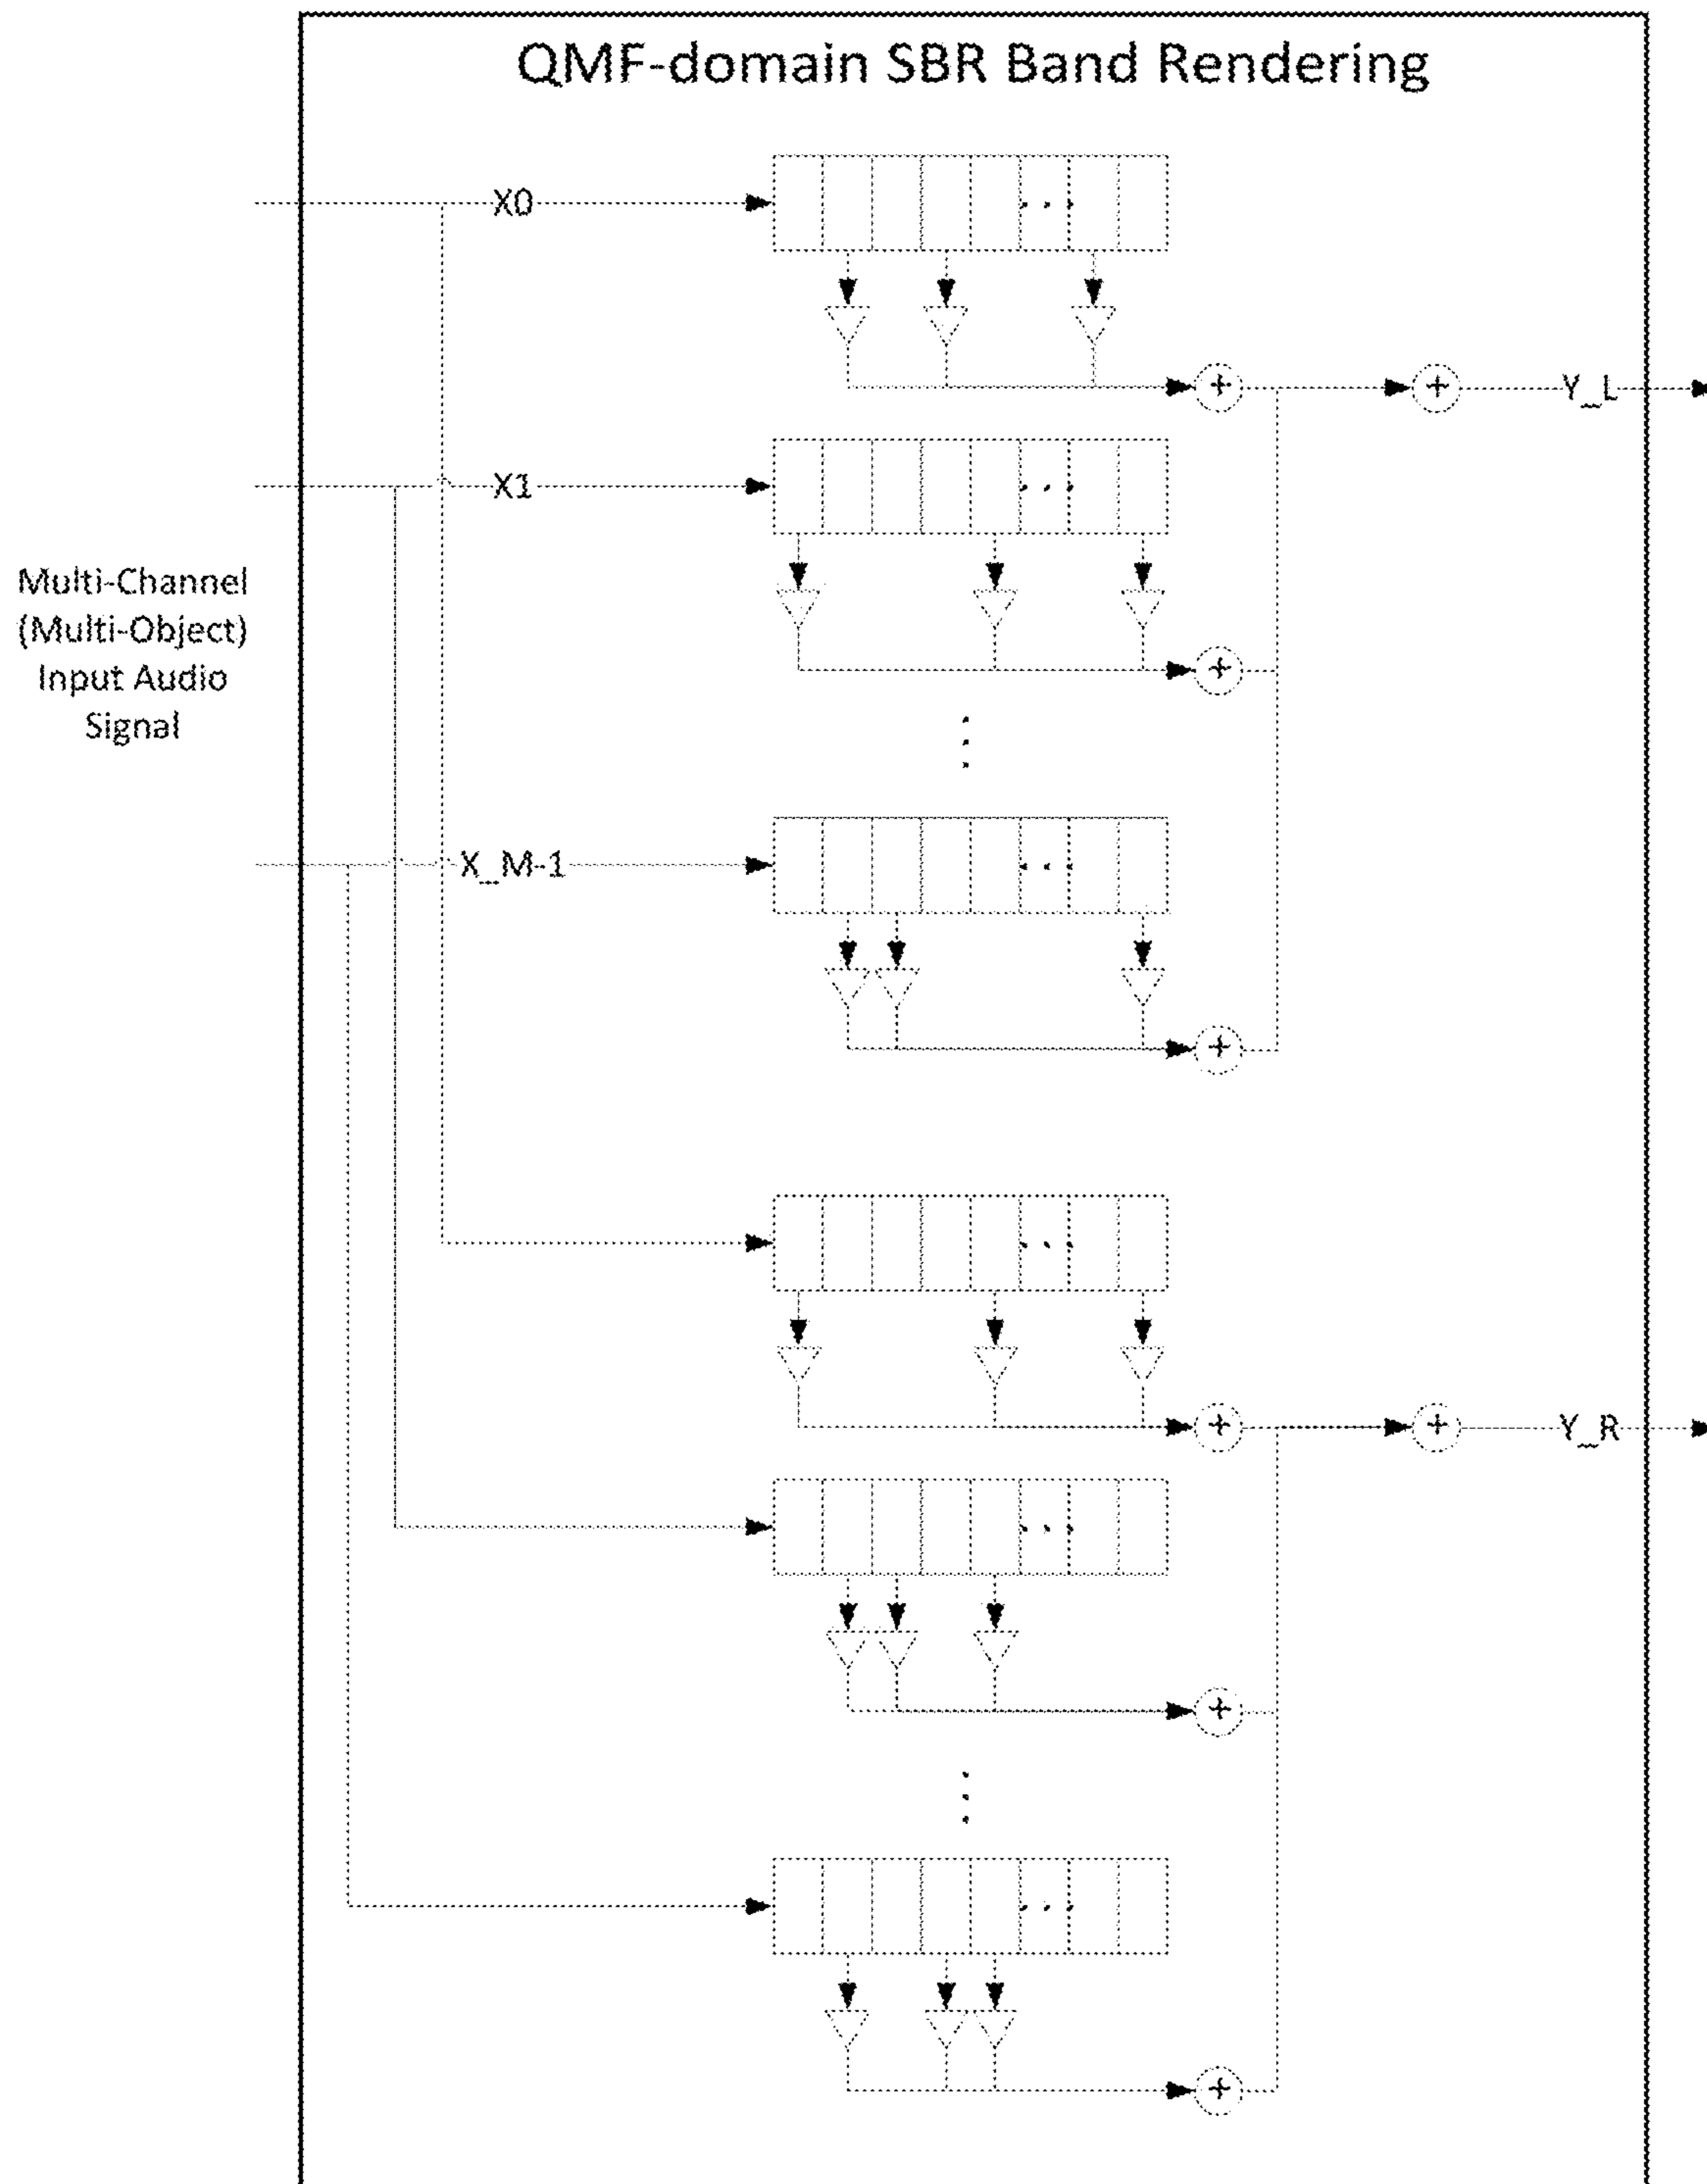 QMF-domain SBR Band Rendering
X0
Y_L
X1
Multi-Channel
(Multi-Object)
Input Audio
Signal
X_M-1
Y_R